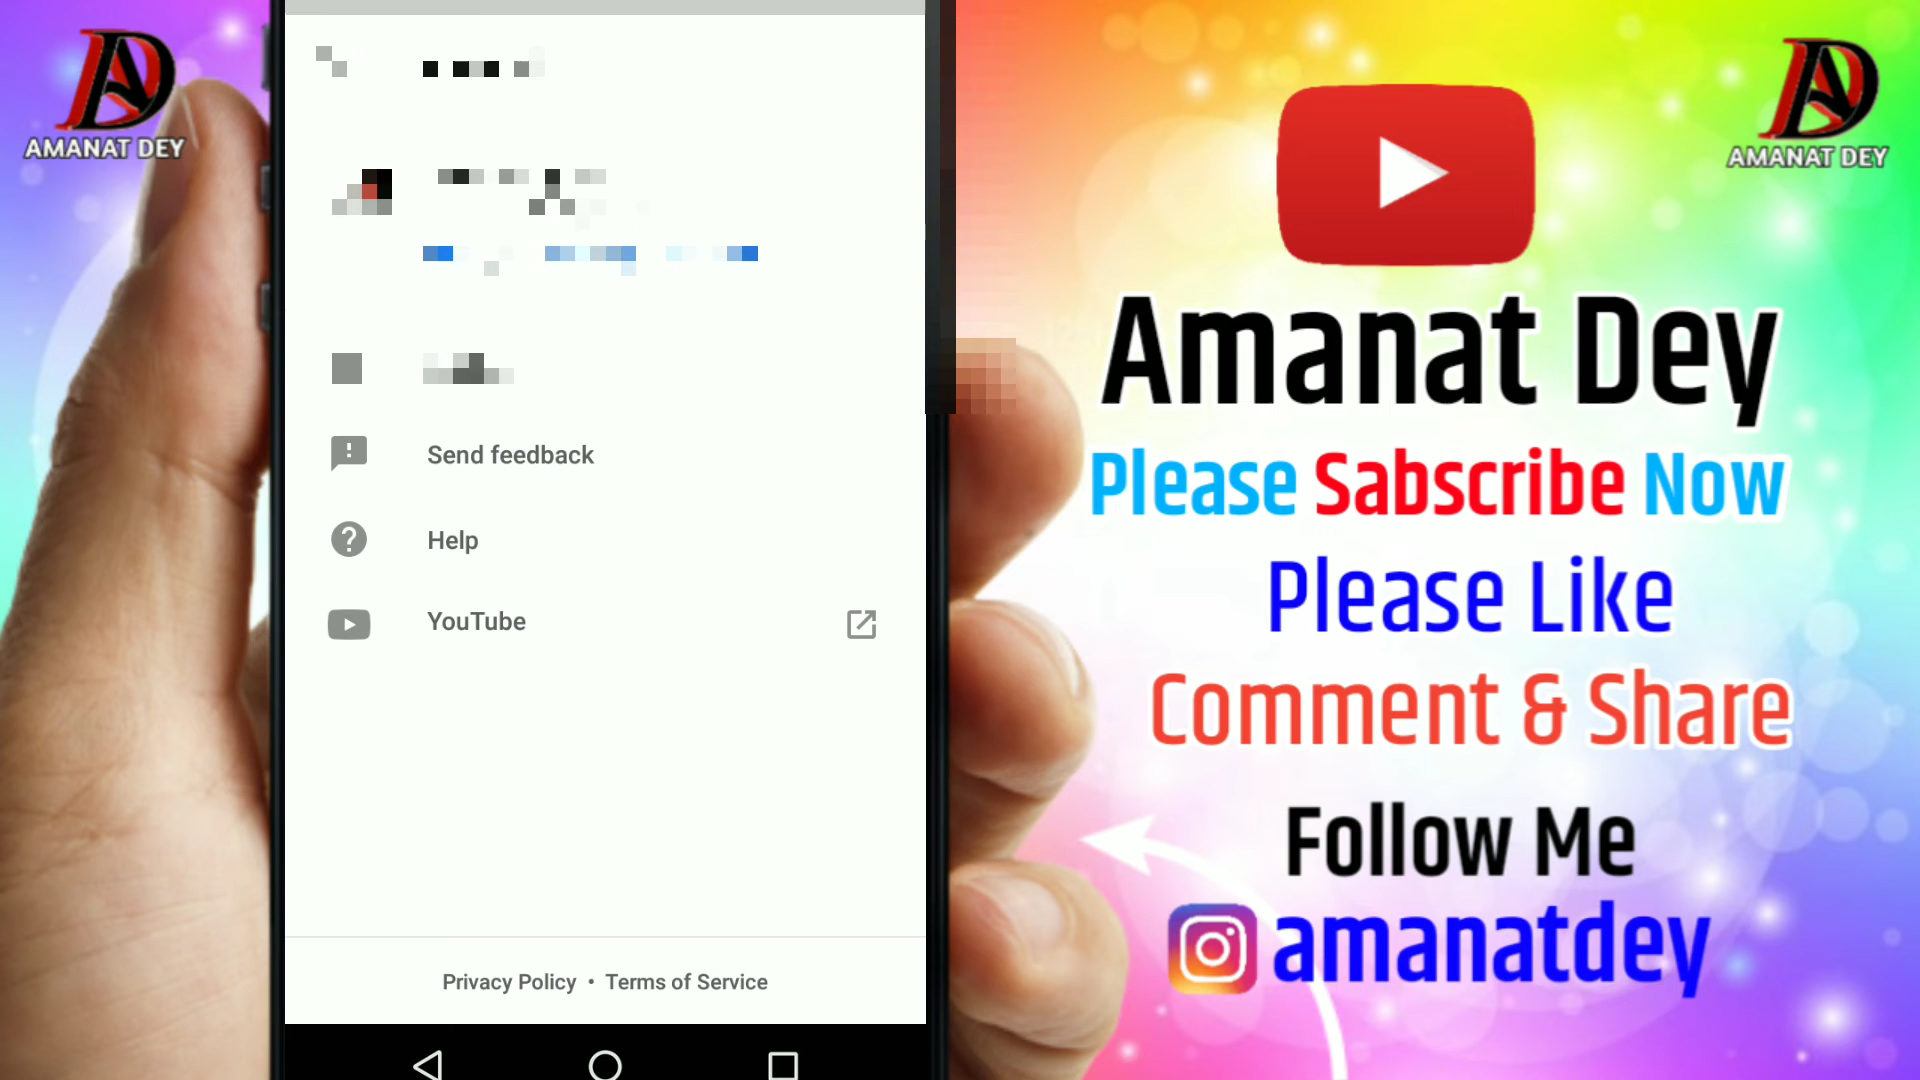 AMANAT DEY
Send feedback
Help
YouTube
Privacy Policy • Terms of Service
AMANAT DEY
Amanat Dey
Please Sabscribe Now
Please Like
Comment & Share
Follow Me
amanatdey